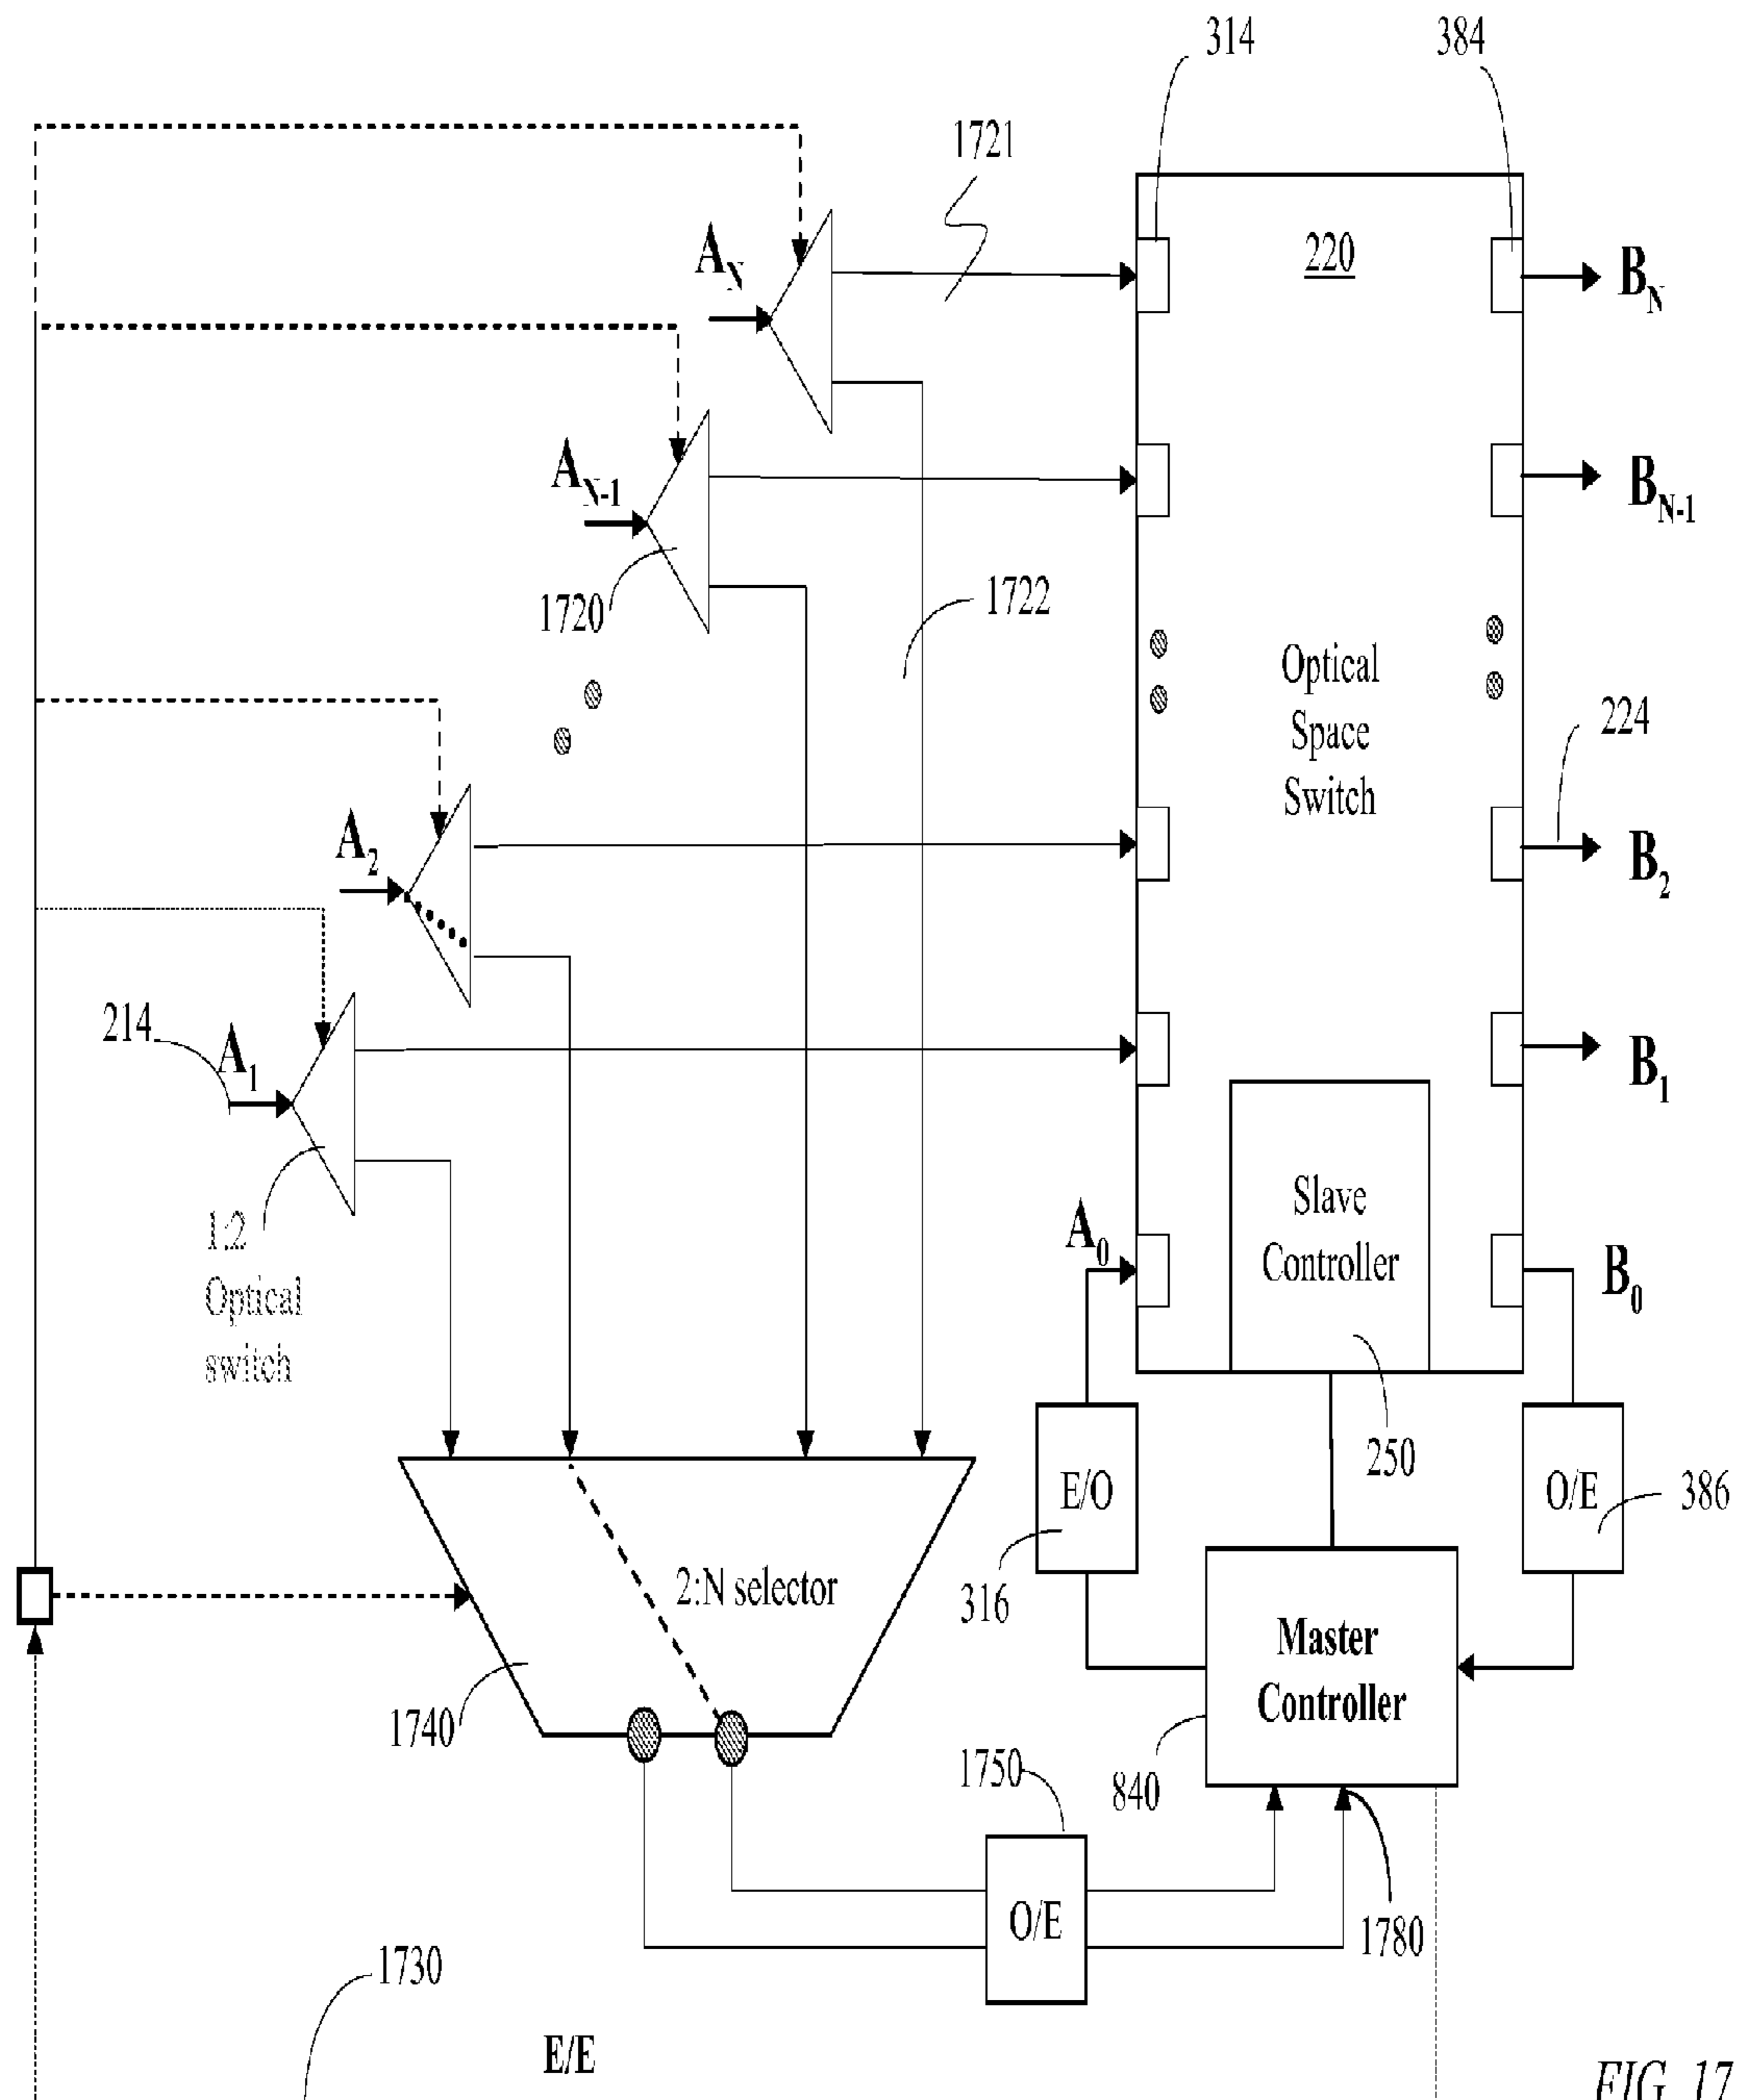 314
384
1721
220
A_N
B_N
A_N-1
B_N-1
1720
1722
Optical
Space
Switch
224
A_2
B_2
214
A_1
B_1
1:2
Optical
switch
Slave
Controller
A_0
B_0
250
E/O
O/E
386
316
2:N selector
Master
Controller
1740
840
1750
O/E
1780
1730
E/E
FIG. 17